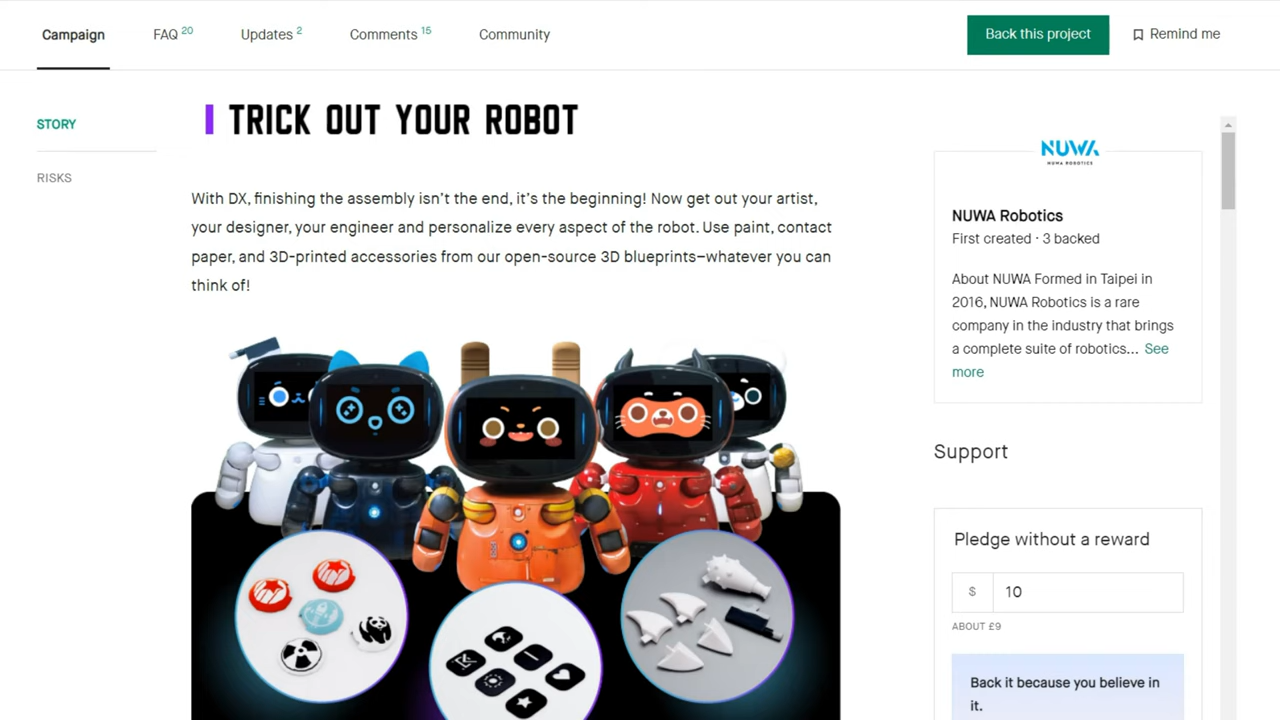 Campaign
FAQ 20
Updates 2
Comments 15
Community
Back this project
Remind me
STORY
RISKS
TRICK OUT YOUR ROBOT
With DX, finishing the assembly isn't the end, it's the beginning! Now get out your artist,
your designer, your engineer and personalize every aspect of the robot. Use paint, contact
paper, and 3D-printed accessories from our open-source 3D blueprints–whatever you can
think of!
NUWA
NUWA ROBOTICS
NUWA Robotics
First created · 3 backed
About NUWA Formed in Taipei in
2016, NUWA Robotics is a rare
company in the industry that brings
a complete suite of robotics... See
more
Support
Pledge without a reward
$ 10
ABOUT £9
Back it because you believe in
it.